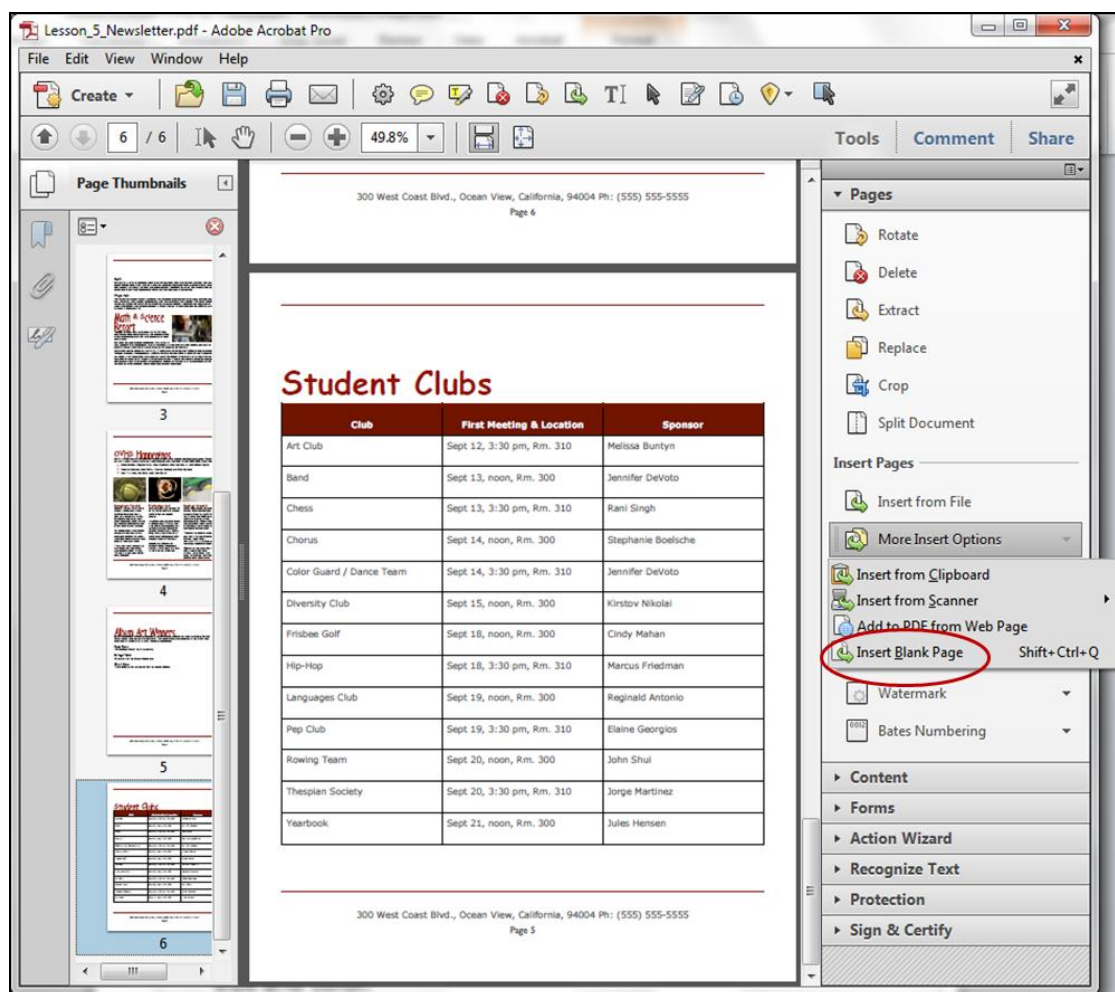 Lesson_5_Newsletter.pdf - Adobe Acrobat Pro
File Edit View Window Help
Create
6 / 6 49.8% Tools Comment Share
Page Thumbnails
Math & Science
Report
3
OVHS Happenings
4
Album Art Winners
5
Student Clubs
6
300 West Coast Blvd., Ocean View, California, 94004 Ph: (555) 555-5555
Page 6
Student Clubs
Club First Meeting & Location Sponsor
Art Club Sept 12, 3:30 pm, Rm. 310 Melissa Buntyn
Band Sept 13, noon, Rm. 300 Jennifer DeVoto
Chess Sept 13, 3:30 pm, Rm. 310 Rani Singh
Chorus Sept 14, noon, Rm. 300 Stephanie Boelsche
Color Guard / Dance Team Sept 14, 3:30 pm, Rm. 310 Jennifer DeVoto
Diversity Club Sept 15, noon, Rm. 300 Kirstov Nikolai
Frisbee Golf Sept 18, noon, Rm. 300 Cindy Mahan
Hip-Hop Sept 18, 3:30 pm, Rm. 310 Marcus Friedman
Languages Club Sept 19, noon, Rm. 300 Reginald Antonio
Pep Club Sept 19, 3:30 pm, Rm. 310 Elaine Georgios
Rowing Team Sept 20, noon, Rm. 300 John Shui
Thespian Society Sept 20, 3:30 pm, Rm. 310 Jorge Martinez
Yearbook Sept 21, noon, Rm. 300 Jules Hensen
300 West Coast Blvd., Ocean View, California, 94004 Ph: (555) 555-5555
Page 5
Pages
Rotate
Delete
Extract
Replace
Crop
Split Document
Insert Pages
Insert from File
More Insert Options
Insert from Clipboard
Insert from Scanner
Add to PDF from Web Page
Insert Blank Page Shift+Ctrl+Q
Watermark
Bates Numbering
Content
Forms
Action Wizard
Recognize Text
Protection
Sign & Certify